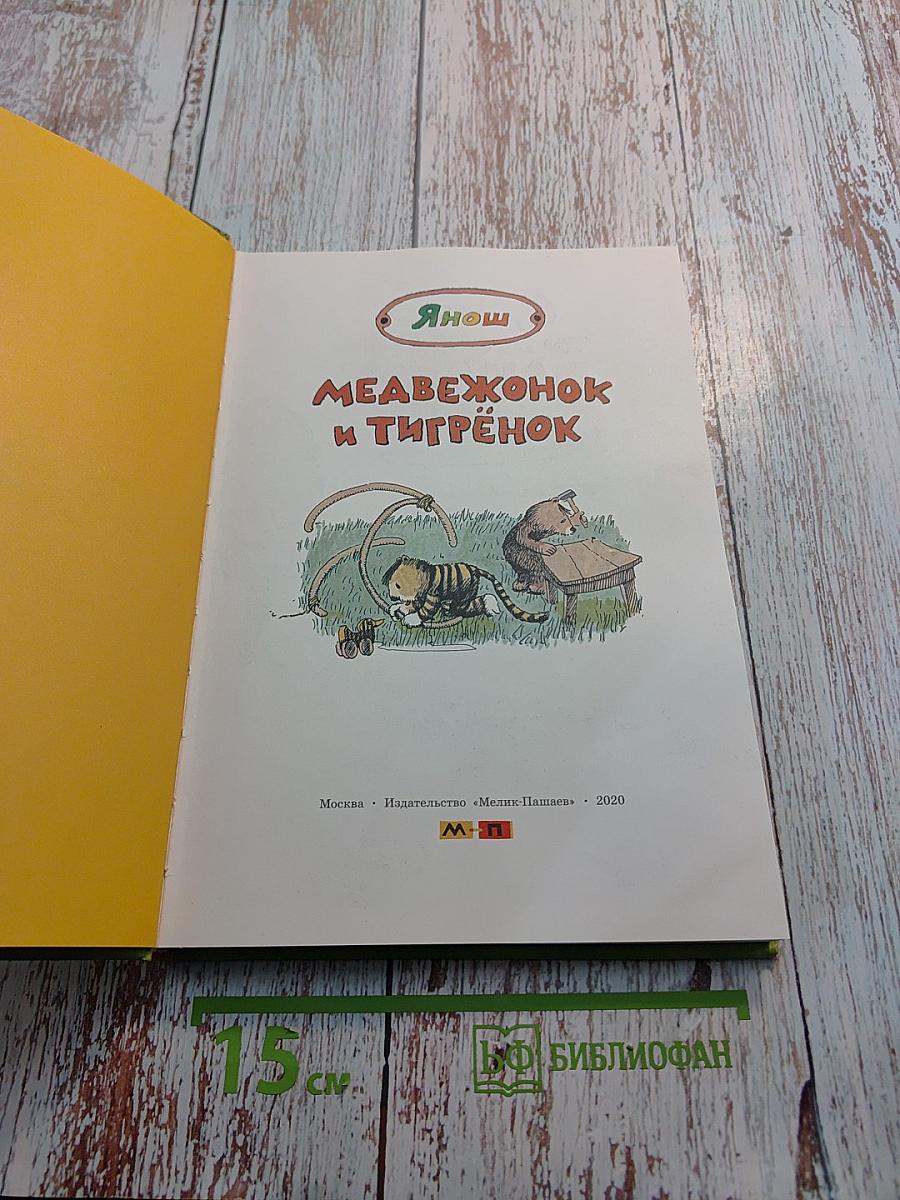 Янош
МЕДВЕЖОНОК
и ТИГРЁНОК
Москва · Издательство «Мелик-Пашаев» · 2020
М-П
15 см
БФ БИБЛИОФАН